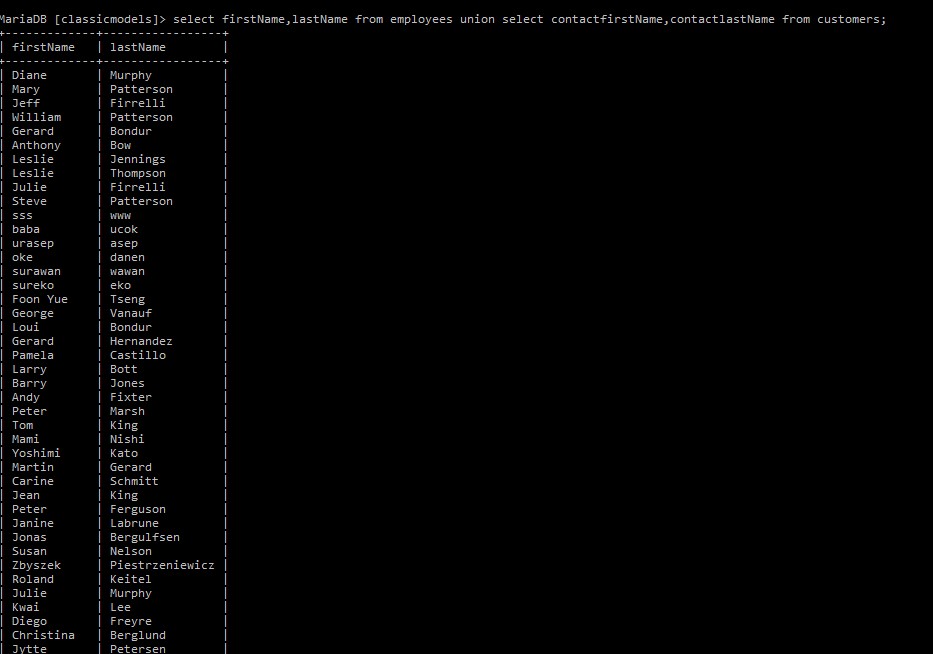 MariaDB [classicmodels]> select firstName,lastName from employees union select contactfirstName,contactlastName from customers;
+-------------+-----------------+
| firstName   | lastName        |
+-------------+-----------------+
| Diane       | Murphy          |
| Mary        | Patterson       |
| Jeff        | Firrelli        |
| William     | Patterson       |
| Gerard      | Bondur          |
| Anthony     | Bow             |
| Leslie      | Jennings        |
| Leslie      | Thompson        |
| Julie       | Firrelli        |
| Steve       | Patterson       |
| sss         | www             |
| baba        | ucok            |
| urasep      | asep            |
| oke         | danen           |
| surawan     | wawan           |
| sureko      | eko             |
| Foon Yue    | Tseng           |
| George      | Vanauf          |
| Loui        | Bondur          |
| Gerard      | Hernandez       |
| Pamela      | Castillo        |
| Larry       | Bott            |
| Barry       | Jones           |
| Andy        | Fixter          |
| Peter       | Marsh           |
| Tom         | King            |
| Mami        | Nishi           |
| Yoshimi     | Kato            |
| Martin      | Gerard          |
| Carine      | Schmitt         |
| Jean        | King            |
| Peter       | Ferguson        |
| Janine      | Labrune         |
| Jonas       | Bergulfsen      |
| Susan       | Nelson          |
| Zbyszek     | Piestrzeniewicz |
| Roland      | Keitel          |
| Julie       | Murphy          |
| Kwai        | Lee             |
| Diego       | Freyre          |
| Christina   | Berglund        |
| Jytte       | Petersen        |